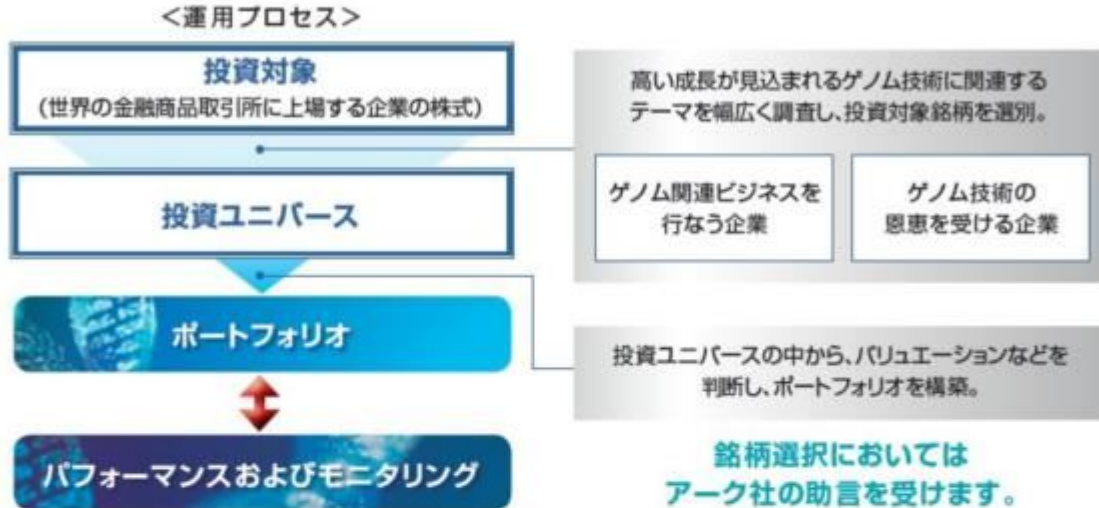 <運用プロセス>
投資対象
(世界の金融商品取引所に上場する企業の株式)
高い成長が見込まれるゲノム技術に関連する
テーマを幅広く調査し、投資対象銘柄を選別。
ゲノム関連ビジネスを
行なう企業
ゲノム技術の
恩恵を受ける企業
投資ユニバース
ポートフォリオ
投資ユニバースの中から、バリュエーションなどを
判断し、ポートフォリオを構築。
パフォーマンスおよびモニタリング
銘柄選択においては
アーク社の助言を受けます。